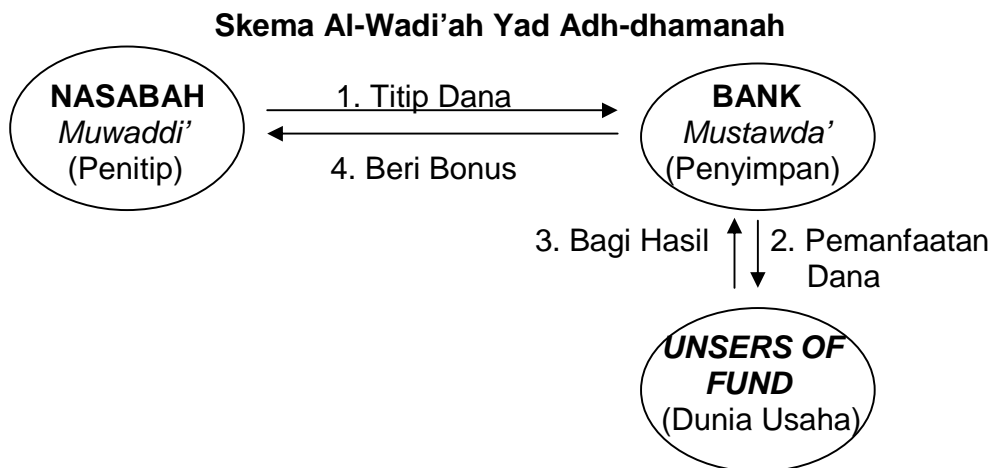 Skema Al-Wadi'ah Yad Adh-dhamanah
NASABAH
Muwaddi'
(Penitip)
1. Titip Dana
4. Beri Bonus
BANK
Mustawda'
(Penyimpan)
3. Bagi Hasil
2. Pemanfaatan
Dana
UNSERS OF
FUND
(Dunia Usaha)